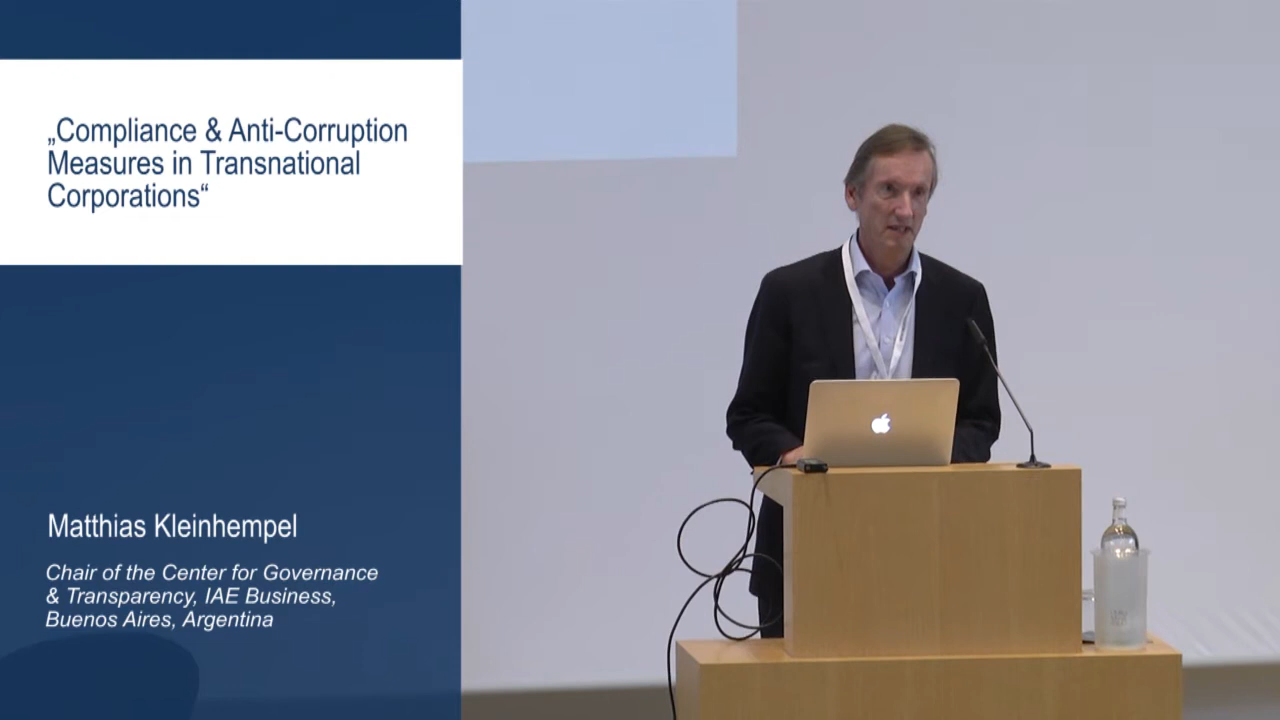 „Compliance & Anti-Corruption
Measures in Transnational
Corporations“
Matthias Kleinhempel
Chair of the Center for Governance
& Transparency, IAE Business,
Buenos Aires, Argentina